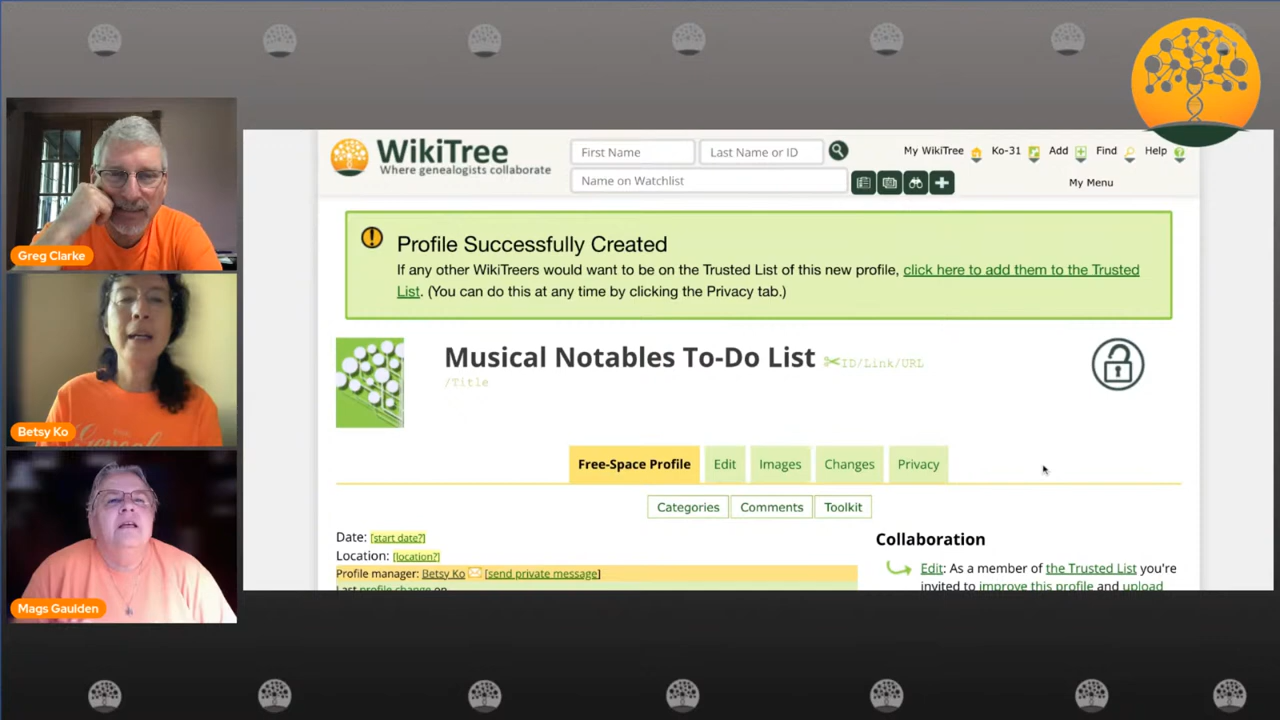 Greg Clarke
Betsy Ko
Mags Gaulden
WikiTree
Where genealogists collaborate
First Name
Last Name or ID
My WikiTree
Ko-31
Add
Find
Help
Name on Watchlist
My Menu
Profile Successfully Created
If any other WikiTreers would want to be on the Trusted List of this new profile, click here to add them to the Trusted
List. (You can do this at any time by clicking the Privacy tab.)
Musical Notables To-Do List ID/Link/URL
/Title
Free-Space Profile
Edit
Images
Changes
Privacy
Categories
Comments
Toolkit
Date: [start date?]
Location: [location?]
Profile manager: Betsy Ko [send private message]
Last profile change on
Collaboration
Edit: As a member of the Trusted List you're
invited to improve this profile and upload